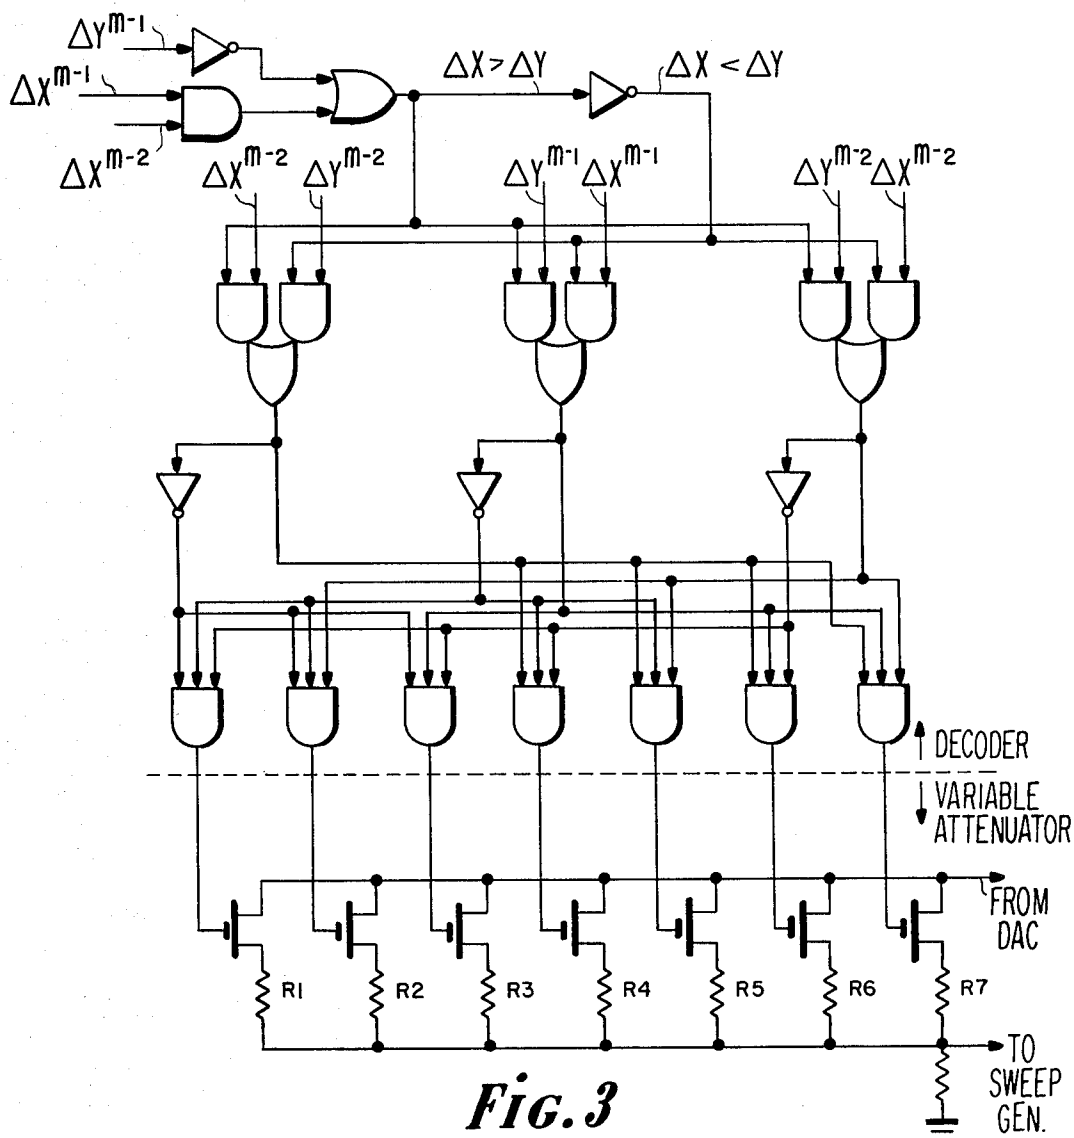 ΔY^m-1
ΔX^m-1
ΔX^m-2
ΔX > ΔY
ΔX < ΔY
ΔX^m-2
ΔY^m-2
ΔY^m-1
ΔX^m-1
ΔY^m-2
ΔX^m-2
DECODER
VARIABLE
ATTENUATOR
FROM
DAC
R1
R2
R3
R4
R5
R6
R7
TO
SWEEP
GEN.
FIG. 3